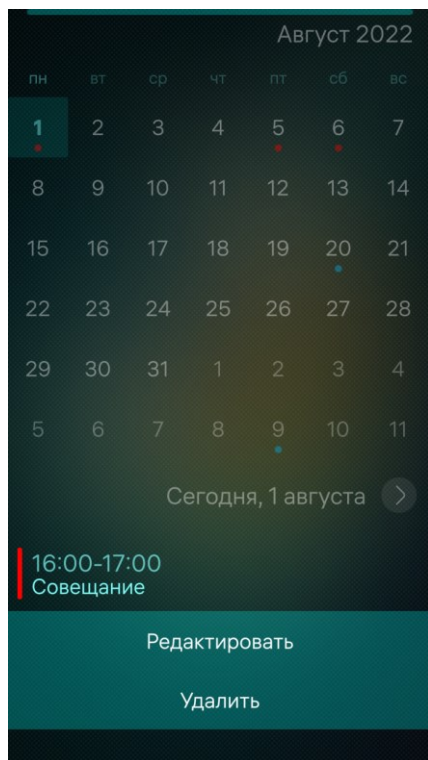 Август 2022
пн вт ср чт пт сб вс
1 2 3 4 5 6 7
8 9 10 11 12 13 14
15 16 17 18 19 20 21
22 23 24 25 26 27 28
29 30 31 1 2 3 4
5 6 7 8 9 10 11
Сегодня, 1 августа
16:00-17:00
Совещание
Редактировать
Удалить